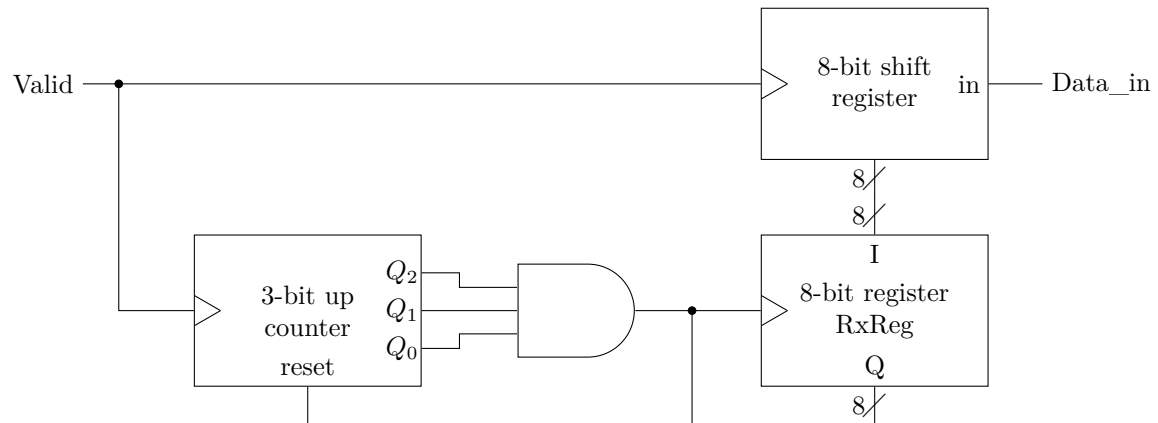 8-bit shift
register
in
Valid
Data_in
8
8
I
Q2
3-bit up
counter
Q1
8-bit register
RxReg
Q0
reset
Q
8